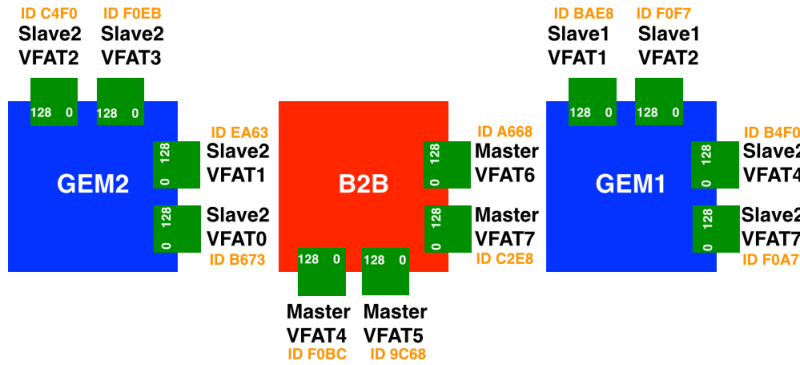 ID C4F0
Slave2
VFAT2
128 0
ID F0EB
Slave2
VFAT3
128 0
GEM2
ID EA63
Slave2
VFAT1
128
0
Slave2
VFAT0
ID B673
128
0
B2B
ID A668
Master
VFAT6
128
0
Master
VFAT7
ID C2E8
128
0
128 0
Master
VFAT4
ID F0BC
128 0
Master
VFAT5
ID 9C68
ID BAE8
Slave1
VFAT1
128 0
ID F0F7
Slave1
VFAT2
128 0
GEM1
ID B4F0
Slave2
VFAT4
128
0
Slave2
VFAT7
ID F0A7
128
0